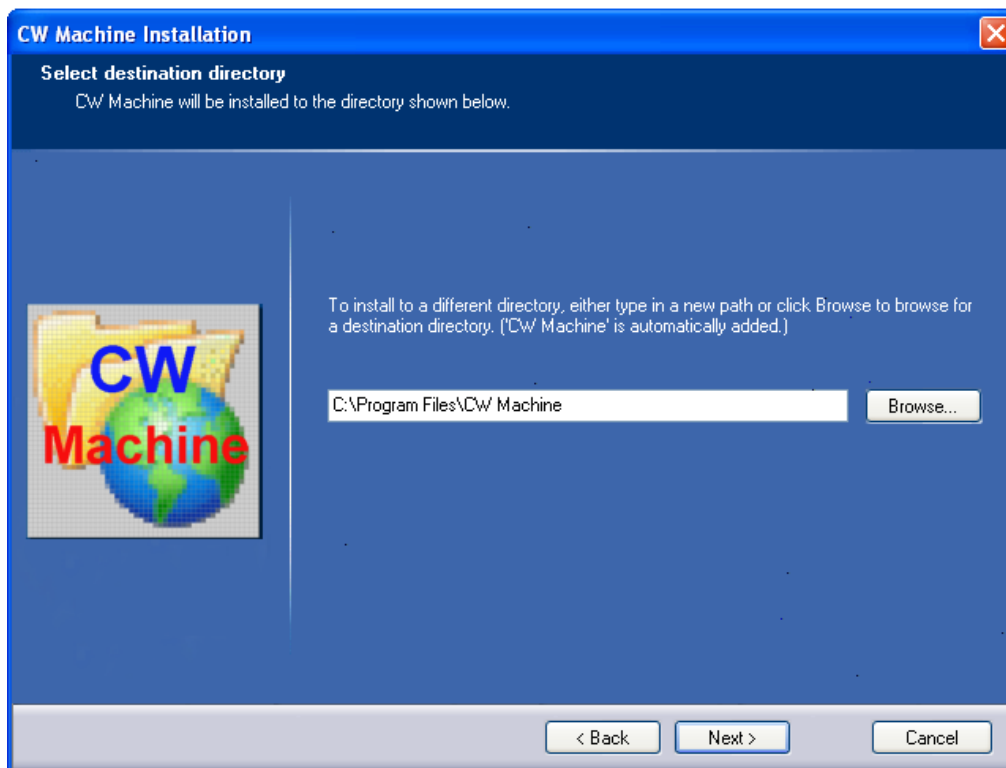 CW Machine Installation
Select destination directory
CW Machine will be installed to the directory shown below.
CW
Machine
To install to a different directory, either type in a new path or click Browse to browse for
a destination directory. ('CW Machine' is automatically added.)
C:\Program Files\CW Machine
Browse...
< Back
Next >
Cancel